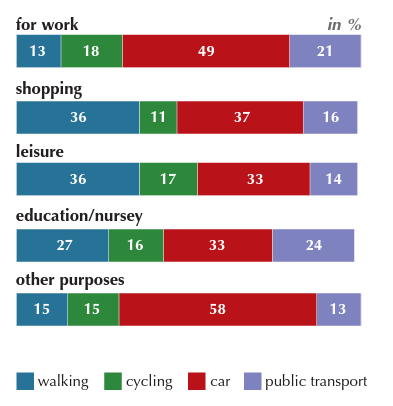 for work in %
13 18 49 21
shopping
36 11 37 16
leisure
36 17 33 14
education/nursey
27 16 33 24
other purposes
15 15 58 13
walking cycling car public transport